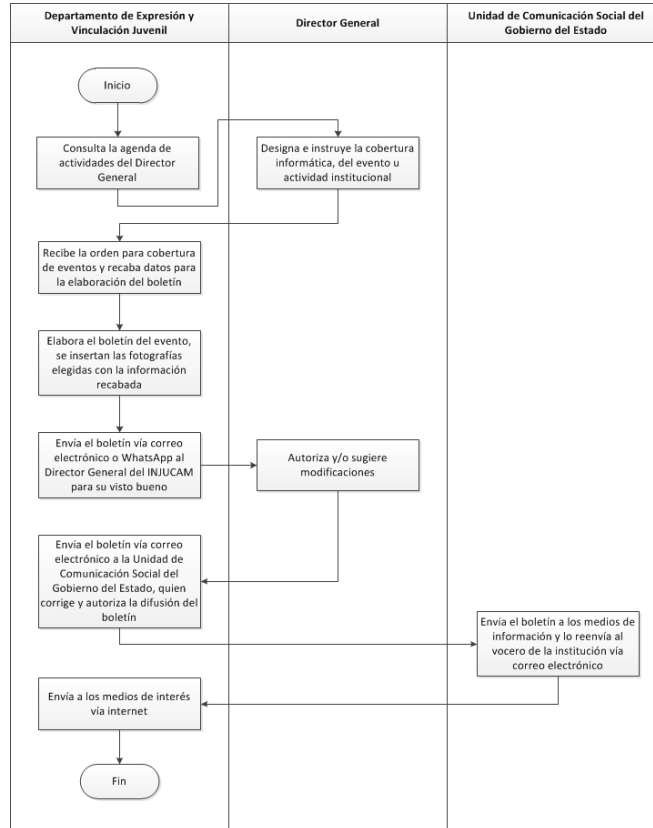 Departamento de Expresión y
Vinculación Juvenil
Director General
Unidad de Comunicación Social del
Gobierno del Estado
Inicio
Consulta la agenda de
actividades del Director
General
Designa e instruye la cobertura
informática, del evento u
actividad institucional
Recibe la orden para cobertura
de eventos y recaba datos para
la elaboración del boletín
Elabora el boletín del evento,
se insertan las fotografías
elegidas con la información
recabada
Envía el boletín vía correo
electrónico o WhatsApp al
Director General del INJUCAM
para su visto bueno
Autoriza y/o sugiere
modificaciones
Envía el boletín vía correo
electrónico a la Unidad de
Comunicación Social del
Gobierno del Estado, quien
corrige y autoriza la difusión del
boletín
Envía el boletín a los medios de
información y lo reenvía al
vocero de la institución vía
correo electrónico
Envía a los medios de interés
vía internet
Fin